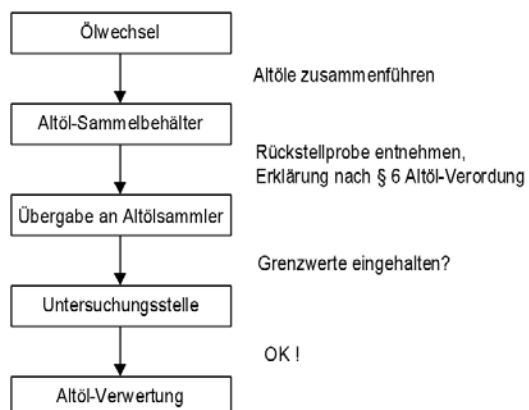 Ölwechsel
Altöle zusammenführen
Altöl-Sammelbehälter
Rückstellprobe entnehmen,
Erklärung nach § 6 Altöl-Verordung
Übergabe an Altölsammler
Grenzwerte eingehalten?
Untersuchungsstelle
OK !
Altöl-Verwertung